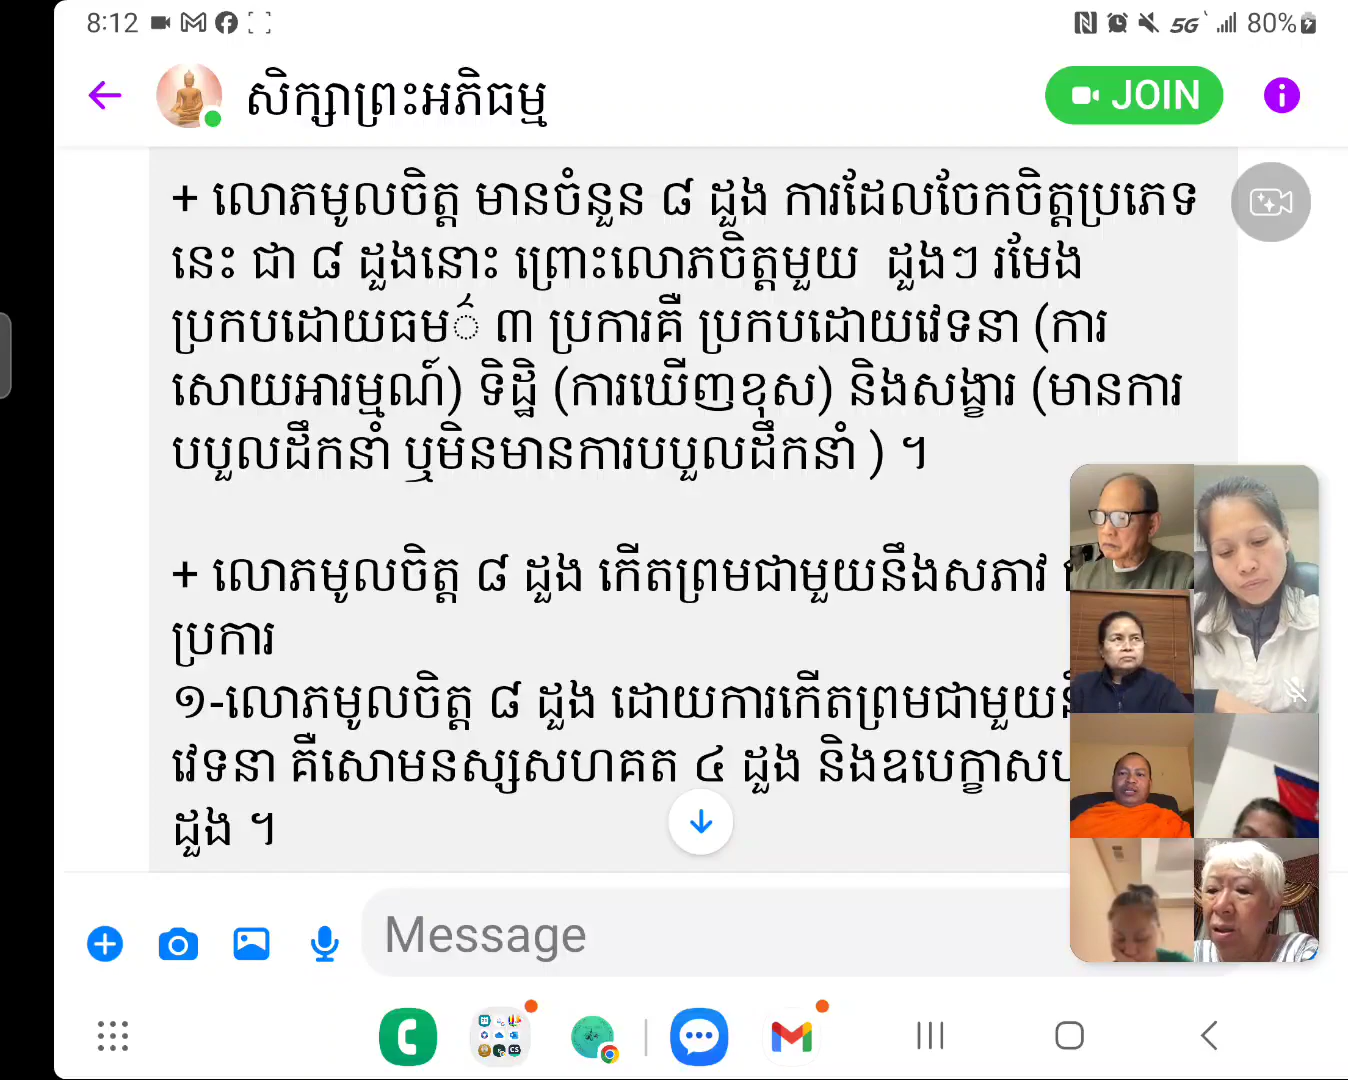 8:12
5G 80%
សិក្សាព្រះអភិធម្ម
JOIN
+ លោភមូលចិត្ត មានចំនួន ៨ ដួង ការដែលចែកចិត្តប្រភេទ
នេះ ជា ៨ ដួងនោះ ព្រោះលោភចិត្តមួយ ដួងៗ រមែង
ប្រកបដោយធម៌ ៣ ប្រការគឺ ប្រកបដោយវេទនា (ការ
សោយអារម្មណ៍) ទិដ្ឋិ (ការឃើញខុស) និងសង្ខារ (មានការ
បបួលដឹកនាំ ឬមិនមានការបបួលដឹកនាំ ) ។
+ លោភមូលចិត្ត ៨ ដួង កើតព្រមជាមួយនឹងសភាវ
ប្រការ
១-លោភមូលចិត្ត ៨ ដួង ដោយការកើតព្រមជាមួយ
វេទនា គឺសោមនស្សសហគត ៤ ដួង និង
ដួង ។
Message